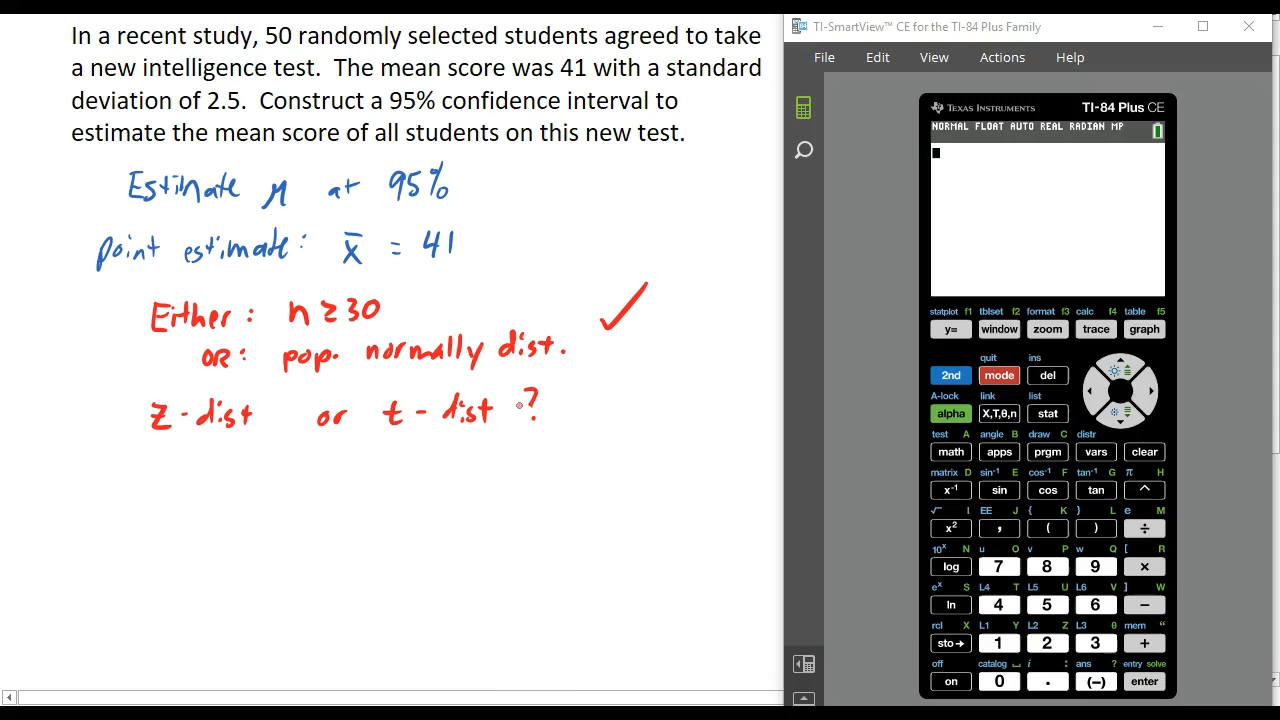 In a recent study, 50 randomly selected students agreed to take
a new intelligence test. The mean score was 41 with a standard
deviation of 2.5. Construct a 95% confidence interval to
estimate the mean score of all students on this new test.
Estimate μ at 95%
point estimate: x̄ = 41
Either: n ≥ 30
OR: pop. normally dist.
z-dist or t-dist ?
TI-SmartView™ CE for the TI-84 Plus Family
File Edit View Actions Help
TEXAS INSTRUMENTS TI-84 Plus CE
NORMAL FLOAT AUTO REAL RADIAN MP
statplot f1 tblset f2 format f3 calc f4 table f5
y= window zoom trace graph
quit ins
2nd mode del
A-lock link list
alpha X,T,θ,n stat
test A angle B draw C distr
math apps prgm vars clear
matrix D sin⁻¹ E cos⁻¹ F tan⁻¹ G π H
x⁻¹ sin cos tan ^
√ I EE J { K } L e M
x² , ( ) ÷
10ˣ N u O v P w Q [ R
log 7 8 9 ×
eˣ S L4 T L5 U L6 V ] W
ln 4 5 6 −
rcl X L1 Y L2 Z L3 θ mem "
sto→ 1 2 3 +
off catalog ⎵ i : ans ? entry solve
on 0 . (−) enter